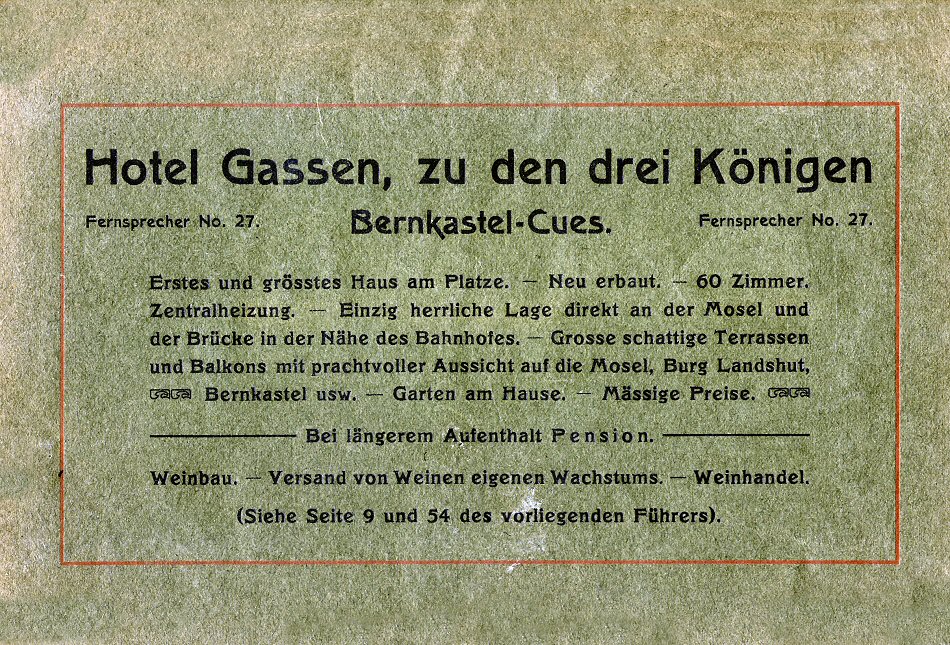 Hotel Gassen, zu den drei Königen
Fernsprecher No. 27. Bernkastel-Cues. Fernsprecher No. 27.
Erstes und grösstes Haus am Platze. — Neu erbaut. — 60 Zimmer.
Zentralheizung. — Einzig herrliche Lage direkt an der Mosel und
der Brücke in der Nähe des Bahnhofes. — Grosse schattige Terrassen
und Balkons mit prachtvoller Aussicht auf die Mosel, Burg Landshut,
Bernkastel usw. — Garten am Hause. — Mässige Preise.
Bei längerem Aufenthalt Pension.
Weinbau. — Versand von Weinen eigenen Wachstums. — Weinhandel.
(Siehe Seite 9 und 54 des vorliegenden Führers).